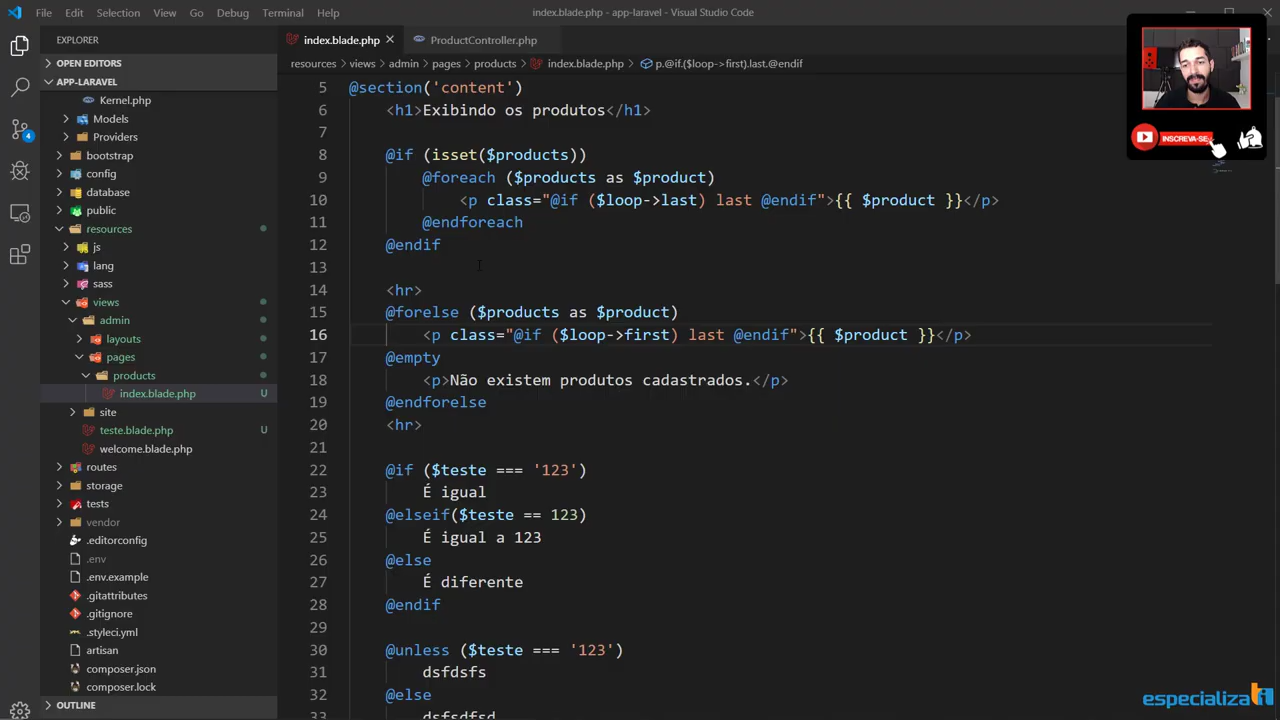 File Edit Selection View Go Debug Terminal Help
index.blade.php - app-laravel - Visual Studio Code
EXPLORER
OPEN EDITORS
APP-LARAVEL
Kernel.php
Models
Providers
bootstrap
config
database
public
resources
js
lang
sass
views
admin
layouts
pages
products
index.blade.php U
site
teste.blade.php U
welcome.blade.php
routes
storage
tests
vendor
.editorconfig
.env
.env.example
.gitattributes
.gitignore
.styleci.yml
artisan
composer.json
composer.lock
OUTLINE
4
index.blade.php ProductController.php
resources > views > admin > pages > products > index.blade.php > p.@if.($loop->first).last.@endif
5 @section('content')
6 <h1>Exibindo os produtos</h1>
7
8 @if (isset($products))
9 @foreach ($products as $product)
10 <p class="@if ($loop->last) last @endif">{{ $product }}</p>
11 @endforeach
12 @endif
13
14 <hr>
15 @forelse ($products as $product)
16 <p class="@if ($loop->first) last @endif">{{ $product }}</p>
17 @empty
18 <p>Não existem produtos cadastrados.</p>
19 @endforelse
20 <hr>
21
22 @if ($teste === '123')
23 É igual
24 @elseif($teste == 123)
25 É igual a 123
26 @else
27 É diferente
28 @endif
29
30 @unless ($teste === '123')
31 dsfdsfs
32 @else
33 dsfsdfsd
INSCREVA-SE
especializati